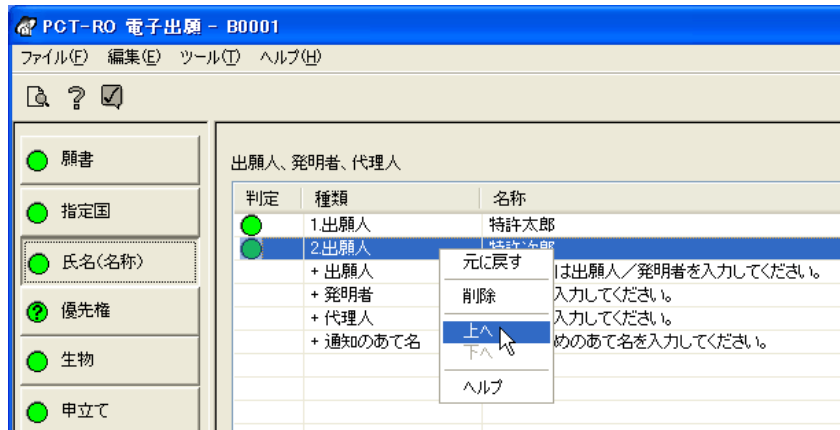 PCT-RO 電子出願 - B0001
ファイル(F) 編集(E) ツール(T) ヘルプ(H)
願書
指定国
氏名(名称)
優先権
生物
申立て
出願人、発明者、代理人
判定 種類 名称
1.出願人 特許太郎
2.出願人 特許次郎
+ 出願人 は出願人／発明者を入力してください。
+ 発明者 入力してください。
+ 代理人 入力してください。
+ 通知のあて名 めのあて名を入力してください。
元に戻す
削除
上へ
下へ
ヘルプ